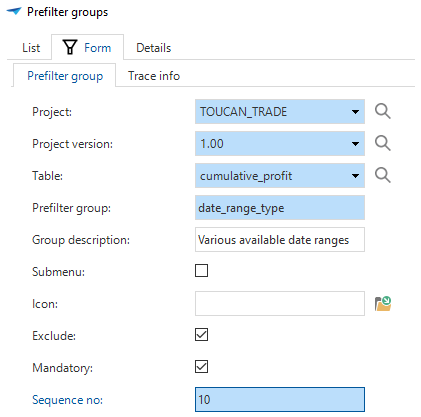 Prefilter groups
List Form Details
Prefilter group Trace info
Project: TOUCAN_TRADE
Project version: 1.00
Table: cumulative_profit
Prefilter group: date_range_type
Group description: Various available date ranges
Submenu:
Icon:
Exclude:
Mandatory:
Sequence no: 10